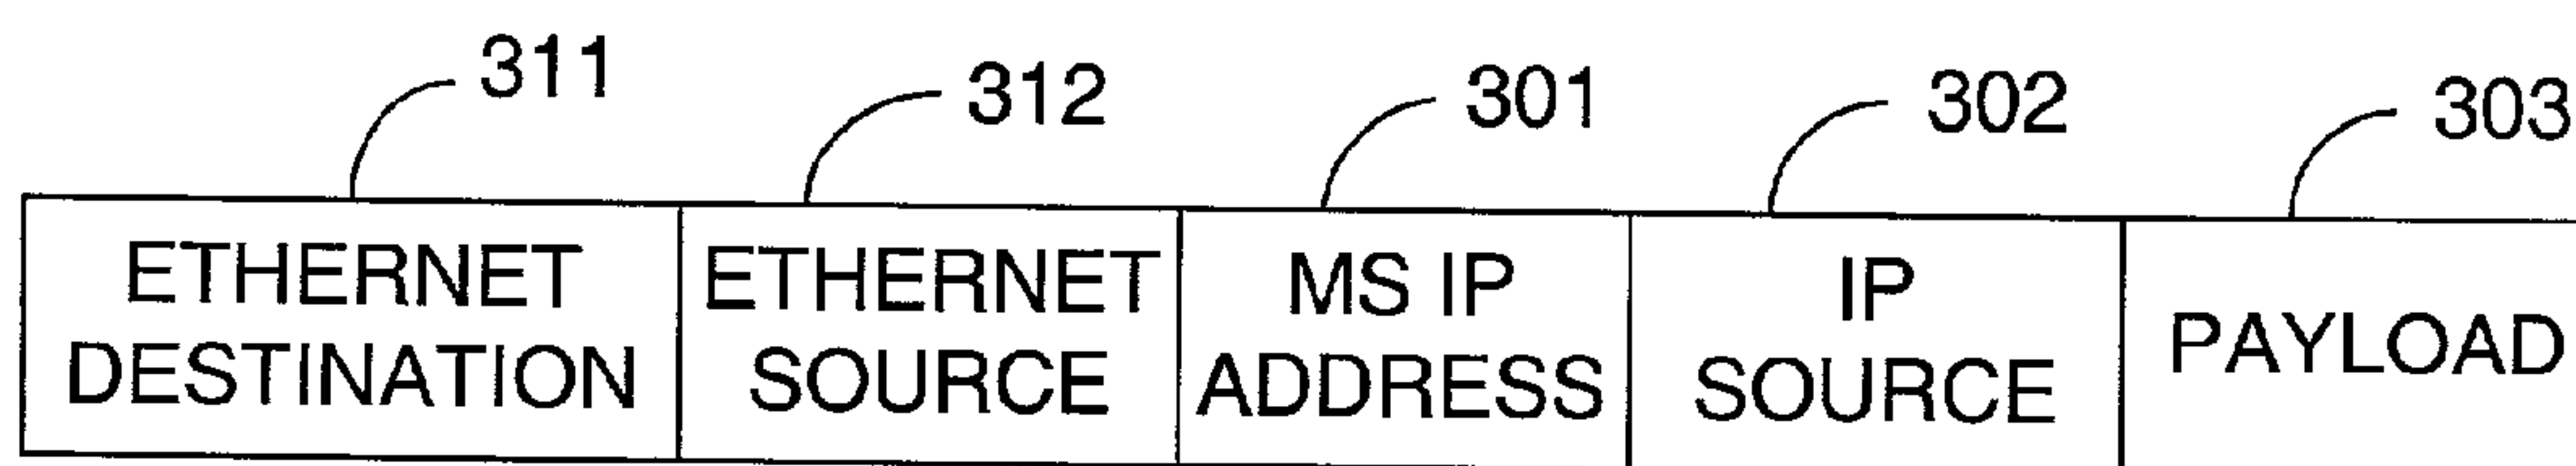 311 312 301 302 303
ETHERNET DESTINATION
ETHERNET SOURCE
MS IP ADDRESS
IP SOURCE
PAYLOAD